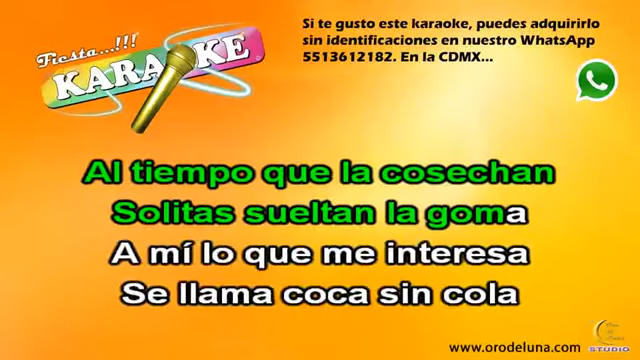 Fiesta...!!!
KARAOKE
Si te gusto este karaoke, puedes adquirirlo
sin identificaciones en nuestro WhatsApp
5513612182. En la CDMX...
Al tiempo que la cosechan
Solitas sueltan la goma
A mí lo que me interesa
Se llama coca sin cola
STUDIO
www.orodeluna.com